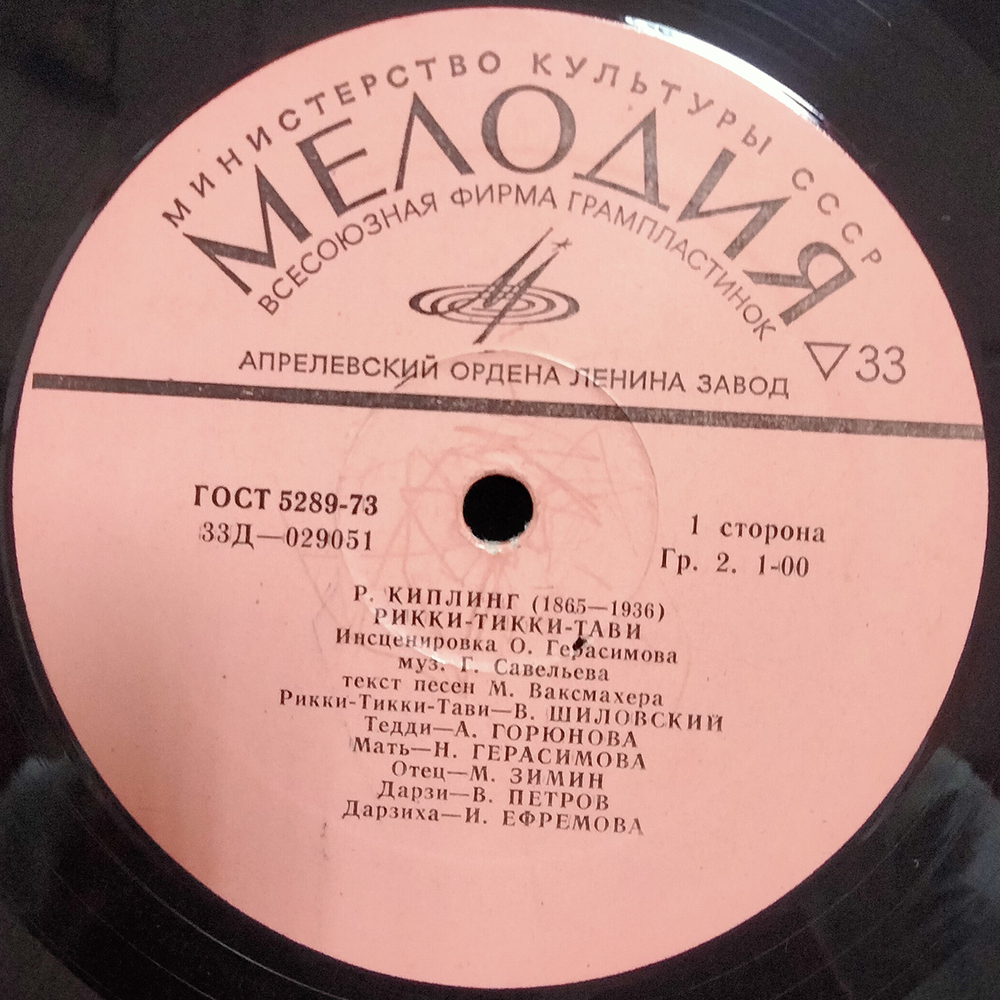 МИНИСТЕРСТВО КУЛЬТУРЫ СССР
МЕЛОДИЯ
ВСЕСОЮЗНАЯ ФИРМА ГРАМПЛАСТИНОК
▽33
АПРЕЛЕВСКИЙ ОРДЕНА ЛЕНИНА ЗАВОД
ГОСТ 5289-73
33Д—029051
1 сторона
Гр. 2. 1-00
Р. КИПЛИНГ (1865—1936)
РИККИ-ТИККИ-ТАВИ
Инсценировка О. Герасимова
муз. Г. Савельева
текст песен М. Ваксмахера
Рикки-Тикки-Тави—В. ШИЛОВСКИЙ
Тедди—А. ГОРЮНОВА
Мать—Н. ГЕРАСИМОВА
Отец—М. ЗИМИН
Дарзи—В. ПЕТРОВ
Дарзиха—И. ЕФРЕМОВА